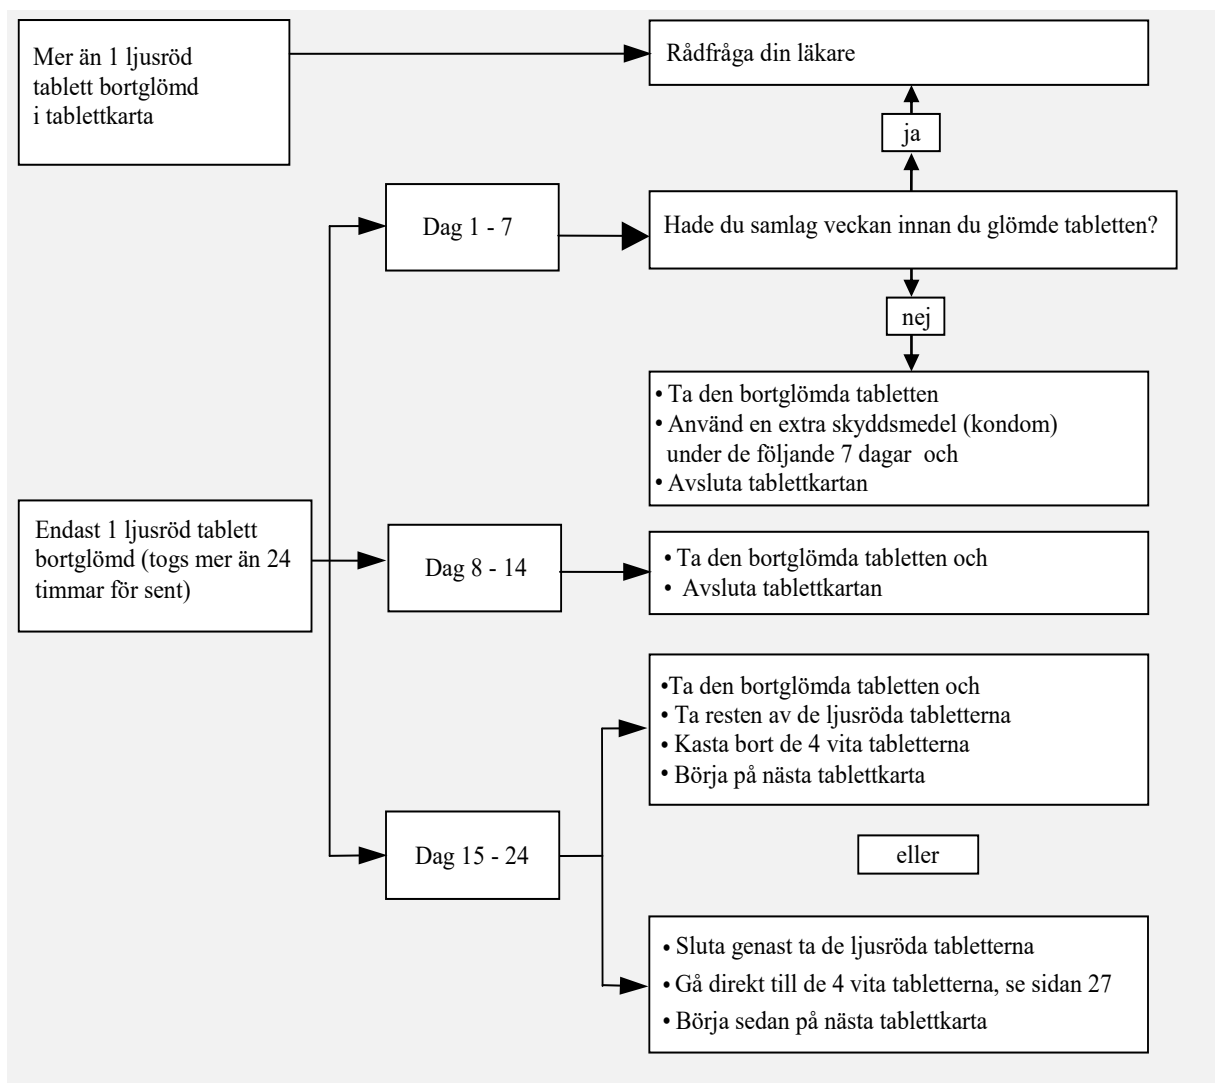 Mer än 1 ljusröd
tablett bortglömd
i tablettkarta
Rådfråga din läkare
ja
Dag 1 - 7
Hade du samlag veckan innan du glömde tabletten?
nej
• Ta den bortglömda tabletten
• Använd en extra skyddsmedel (kondom)
under de följande 7 dagar och
• Avsluta tablettkartan
Endast 1 ljusröd tablett
bortglömd (togs mer än 24
timmar för sent)
Dag 8 - 14
• Ta den bortglömda tabletten och
• Avsluta tablettkartan
•Ta den bortglömda tabletten och
• Ta resten av de ljusröda tabletterna
• Kasta bort de 4 vita tabletterna
• Börja på nästa tablettkarta
Dag 15 - 24
eller
• Sluta genast ta de ljusröda tabletterna
• Gå direkt till de 4 vita tabletterna, se sidan 27
• Börja sedan på nästa tablettkarta